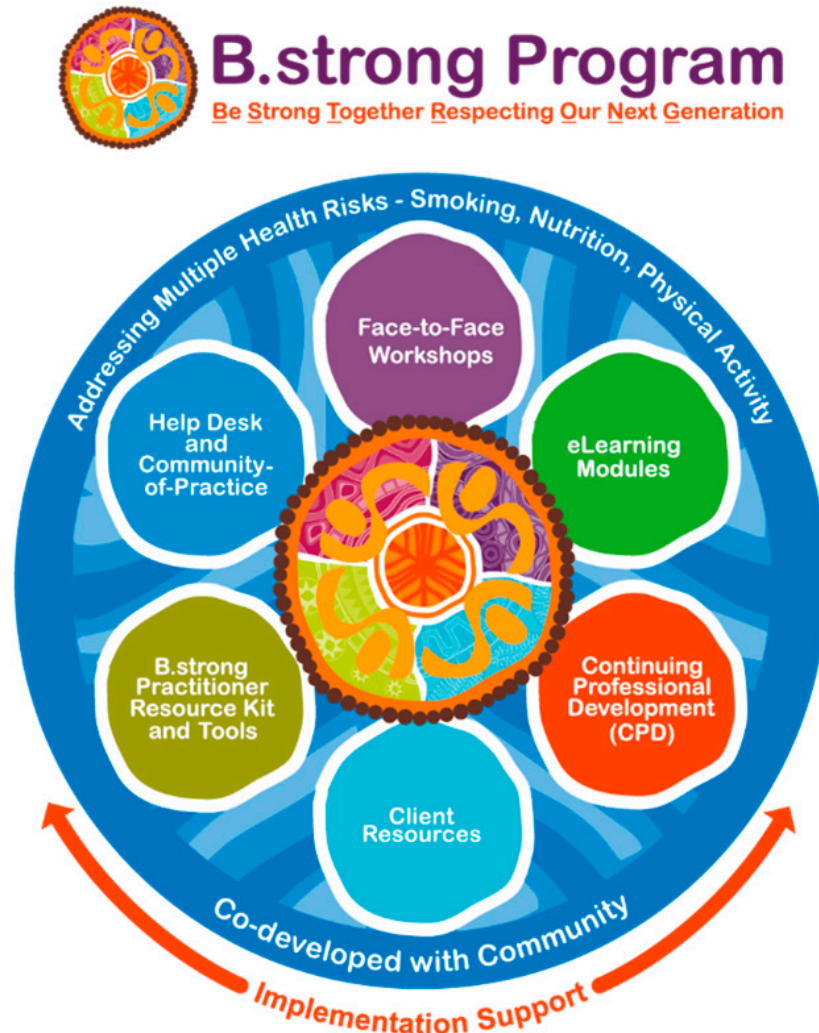 B.strong Program
Be Strong Together Respecting Our Next Generation
Addressing Multiple Health Risks - Smoking, Nutrition, Physical Activity
Face-to-Face
Workshops
Help Desk
and
Community-
of-Practice
eLearning
Modules
B.strong
Practitioner
Resource Kit
and Tools
Continuing
Professional
Development
(CPD)
Client
Resources
Co-developed with Community
Implementation Support